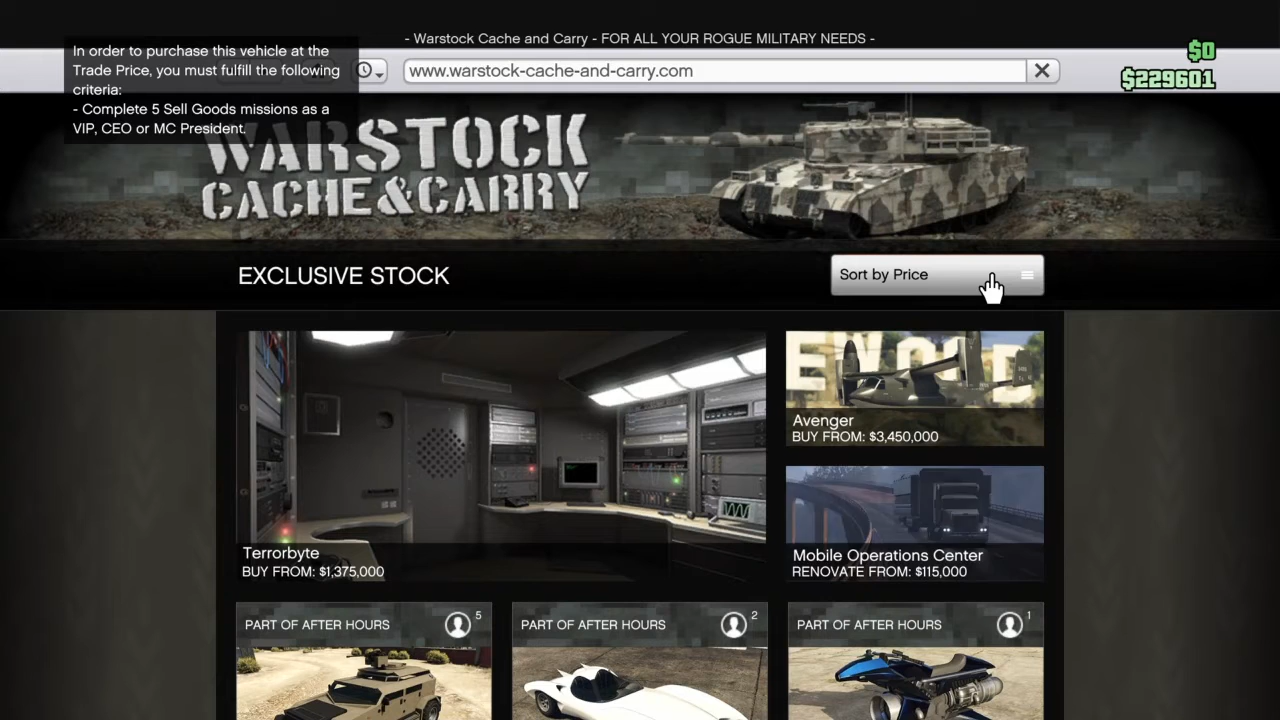 - Warstock Cache and Carry - FOR ALL YOUR ROGUE MILITARY NEEDS -
In order to purchase this vehicle at the
Trade Price, you must fulfill the following
criteria:
- Complete 5 Sell Goods missions as a
VIP, CEO or MC President.
www.warstock-cache-and-carry.com
$0
$229601
WARSTOCK
CACHE&CARRY
EXCLUSIVE STOCK
Sort by Price
EWOOD
Avenger
BUY FROM: $3,450,000
Terrorbyte
BUY FROM: $1,375,000
Mobile Operations Center
RENOVATE FROM: $115,000
PART OF AFTER HOURS 5
PART OF AFTER HOURS 2
PART OF AFTER HOURS 1